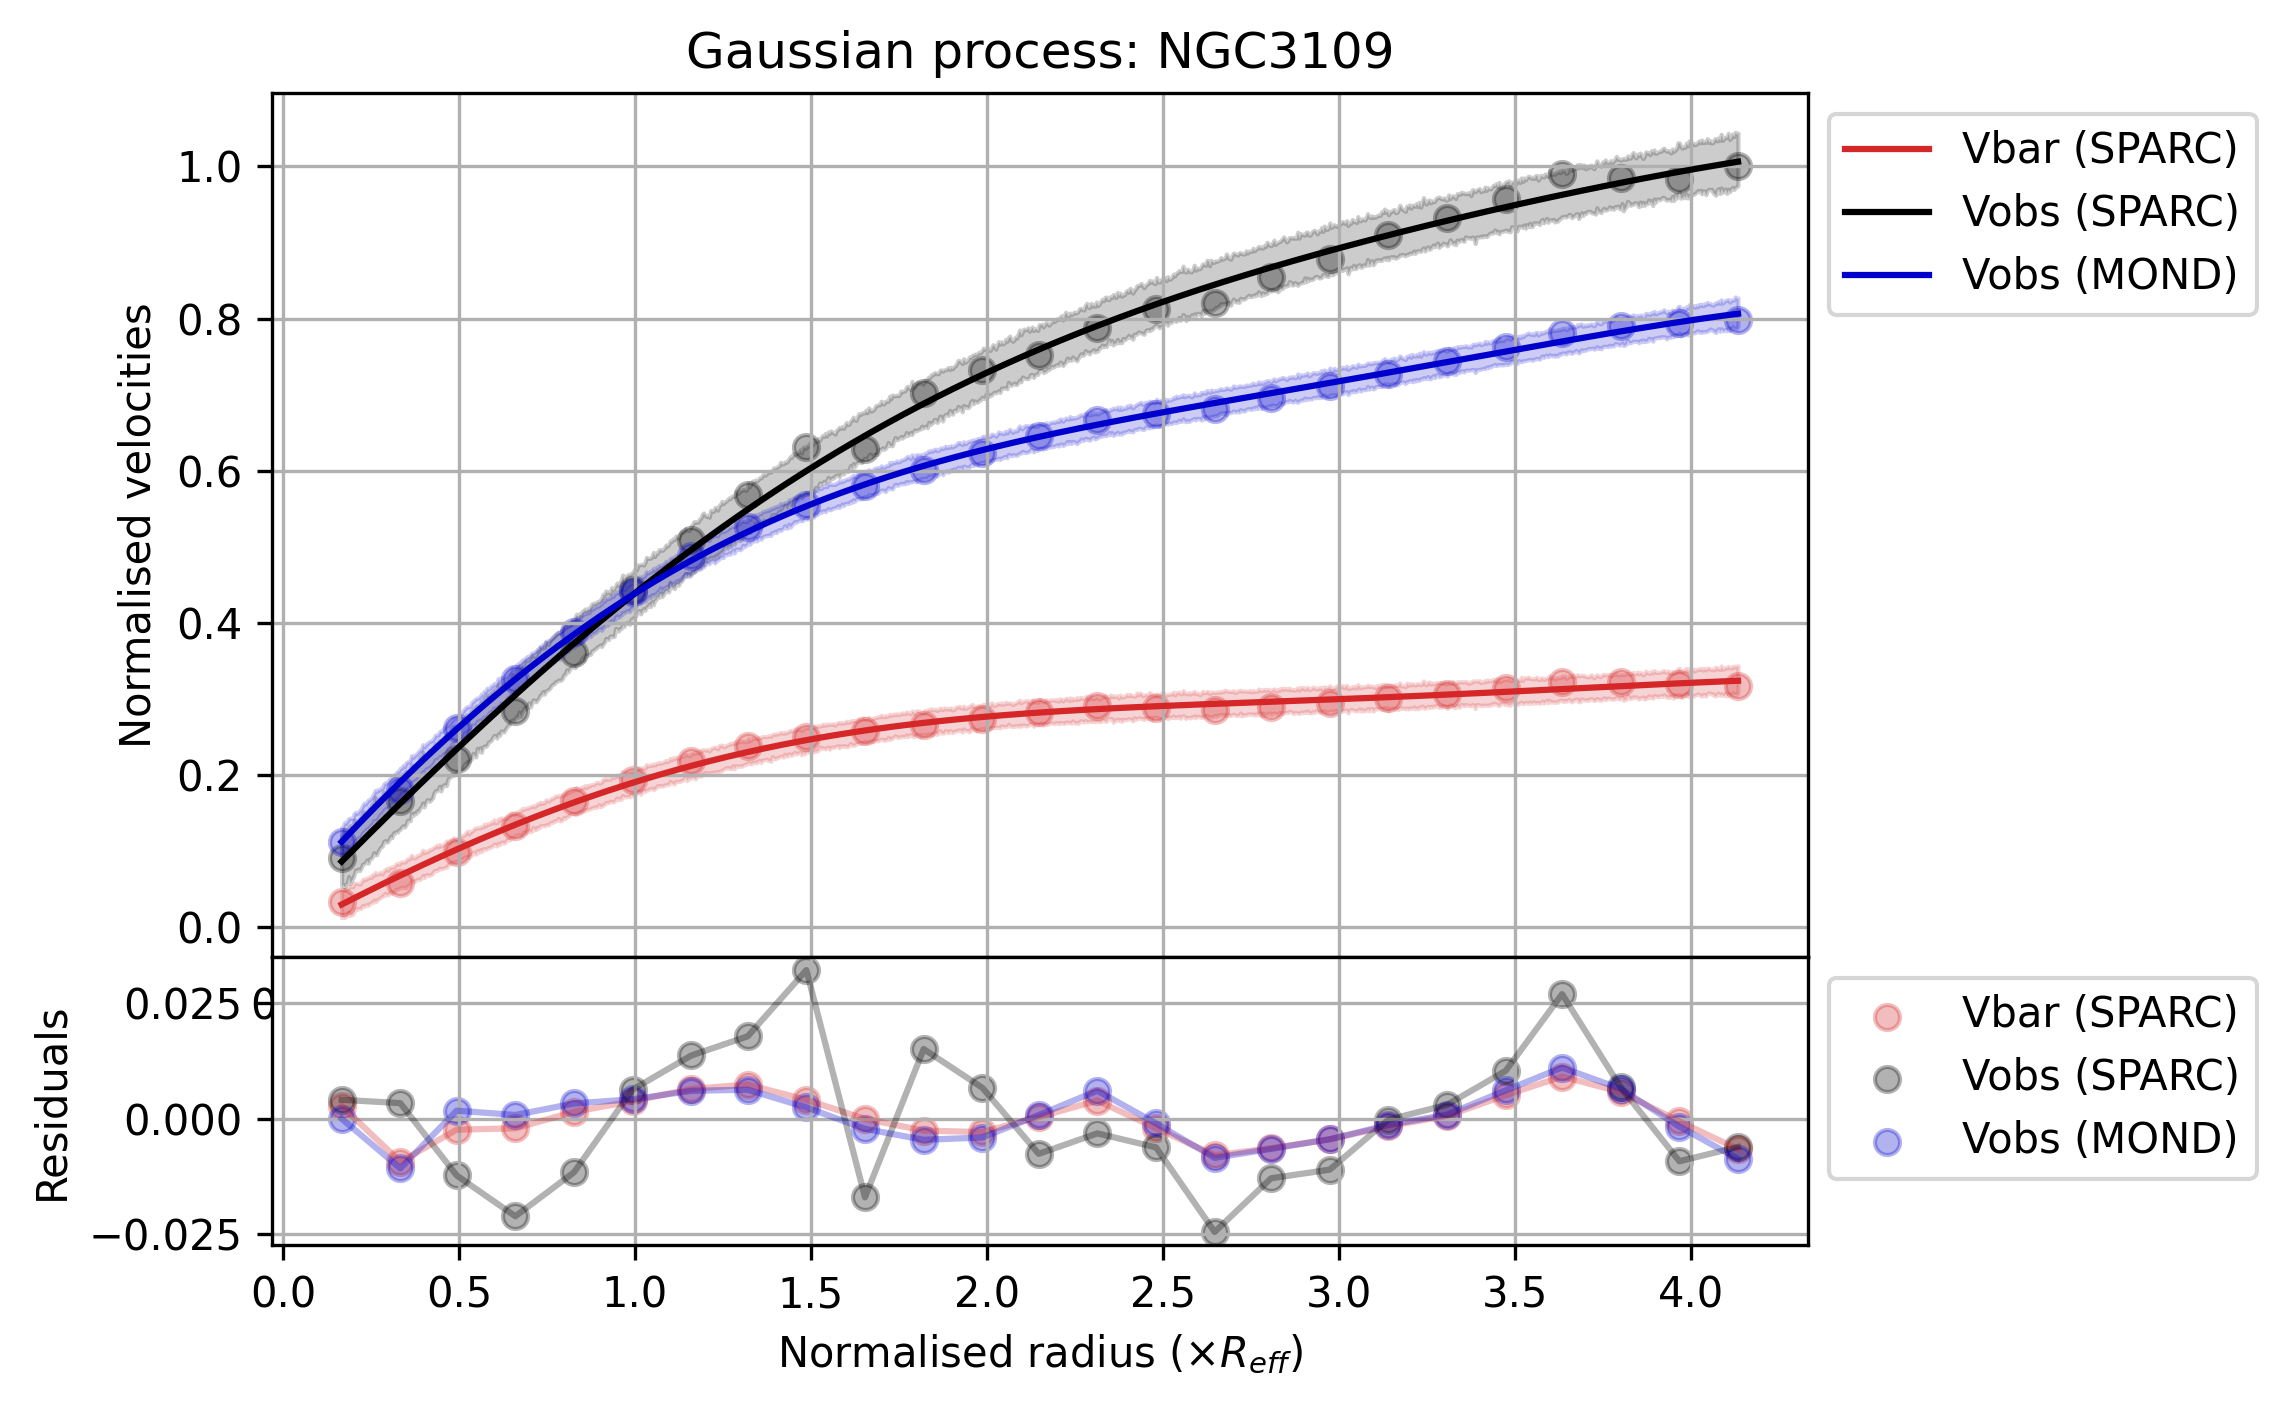 Gaussian process: NGC3109
Normalised velocities
1.0
0.8
0.6
0.4
0.2
0.0
Vbar (SPARC)
Vobs (SPARC)
Vobs (MOND)
Residuals
0.025
0.000
−0.025
Vbar (SPARC)
Vobs (SPARC)
Vobs (MOND)
0.0 0.5 1.0 1.5 2.0 2.5 3.0 3.5 4.0
Normalised radius (×R_eff)